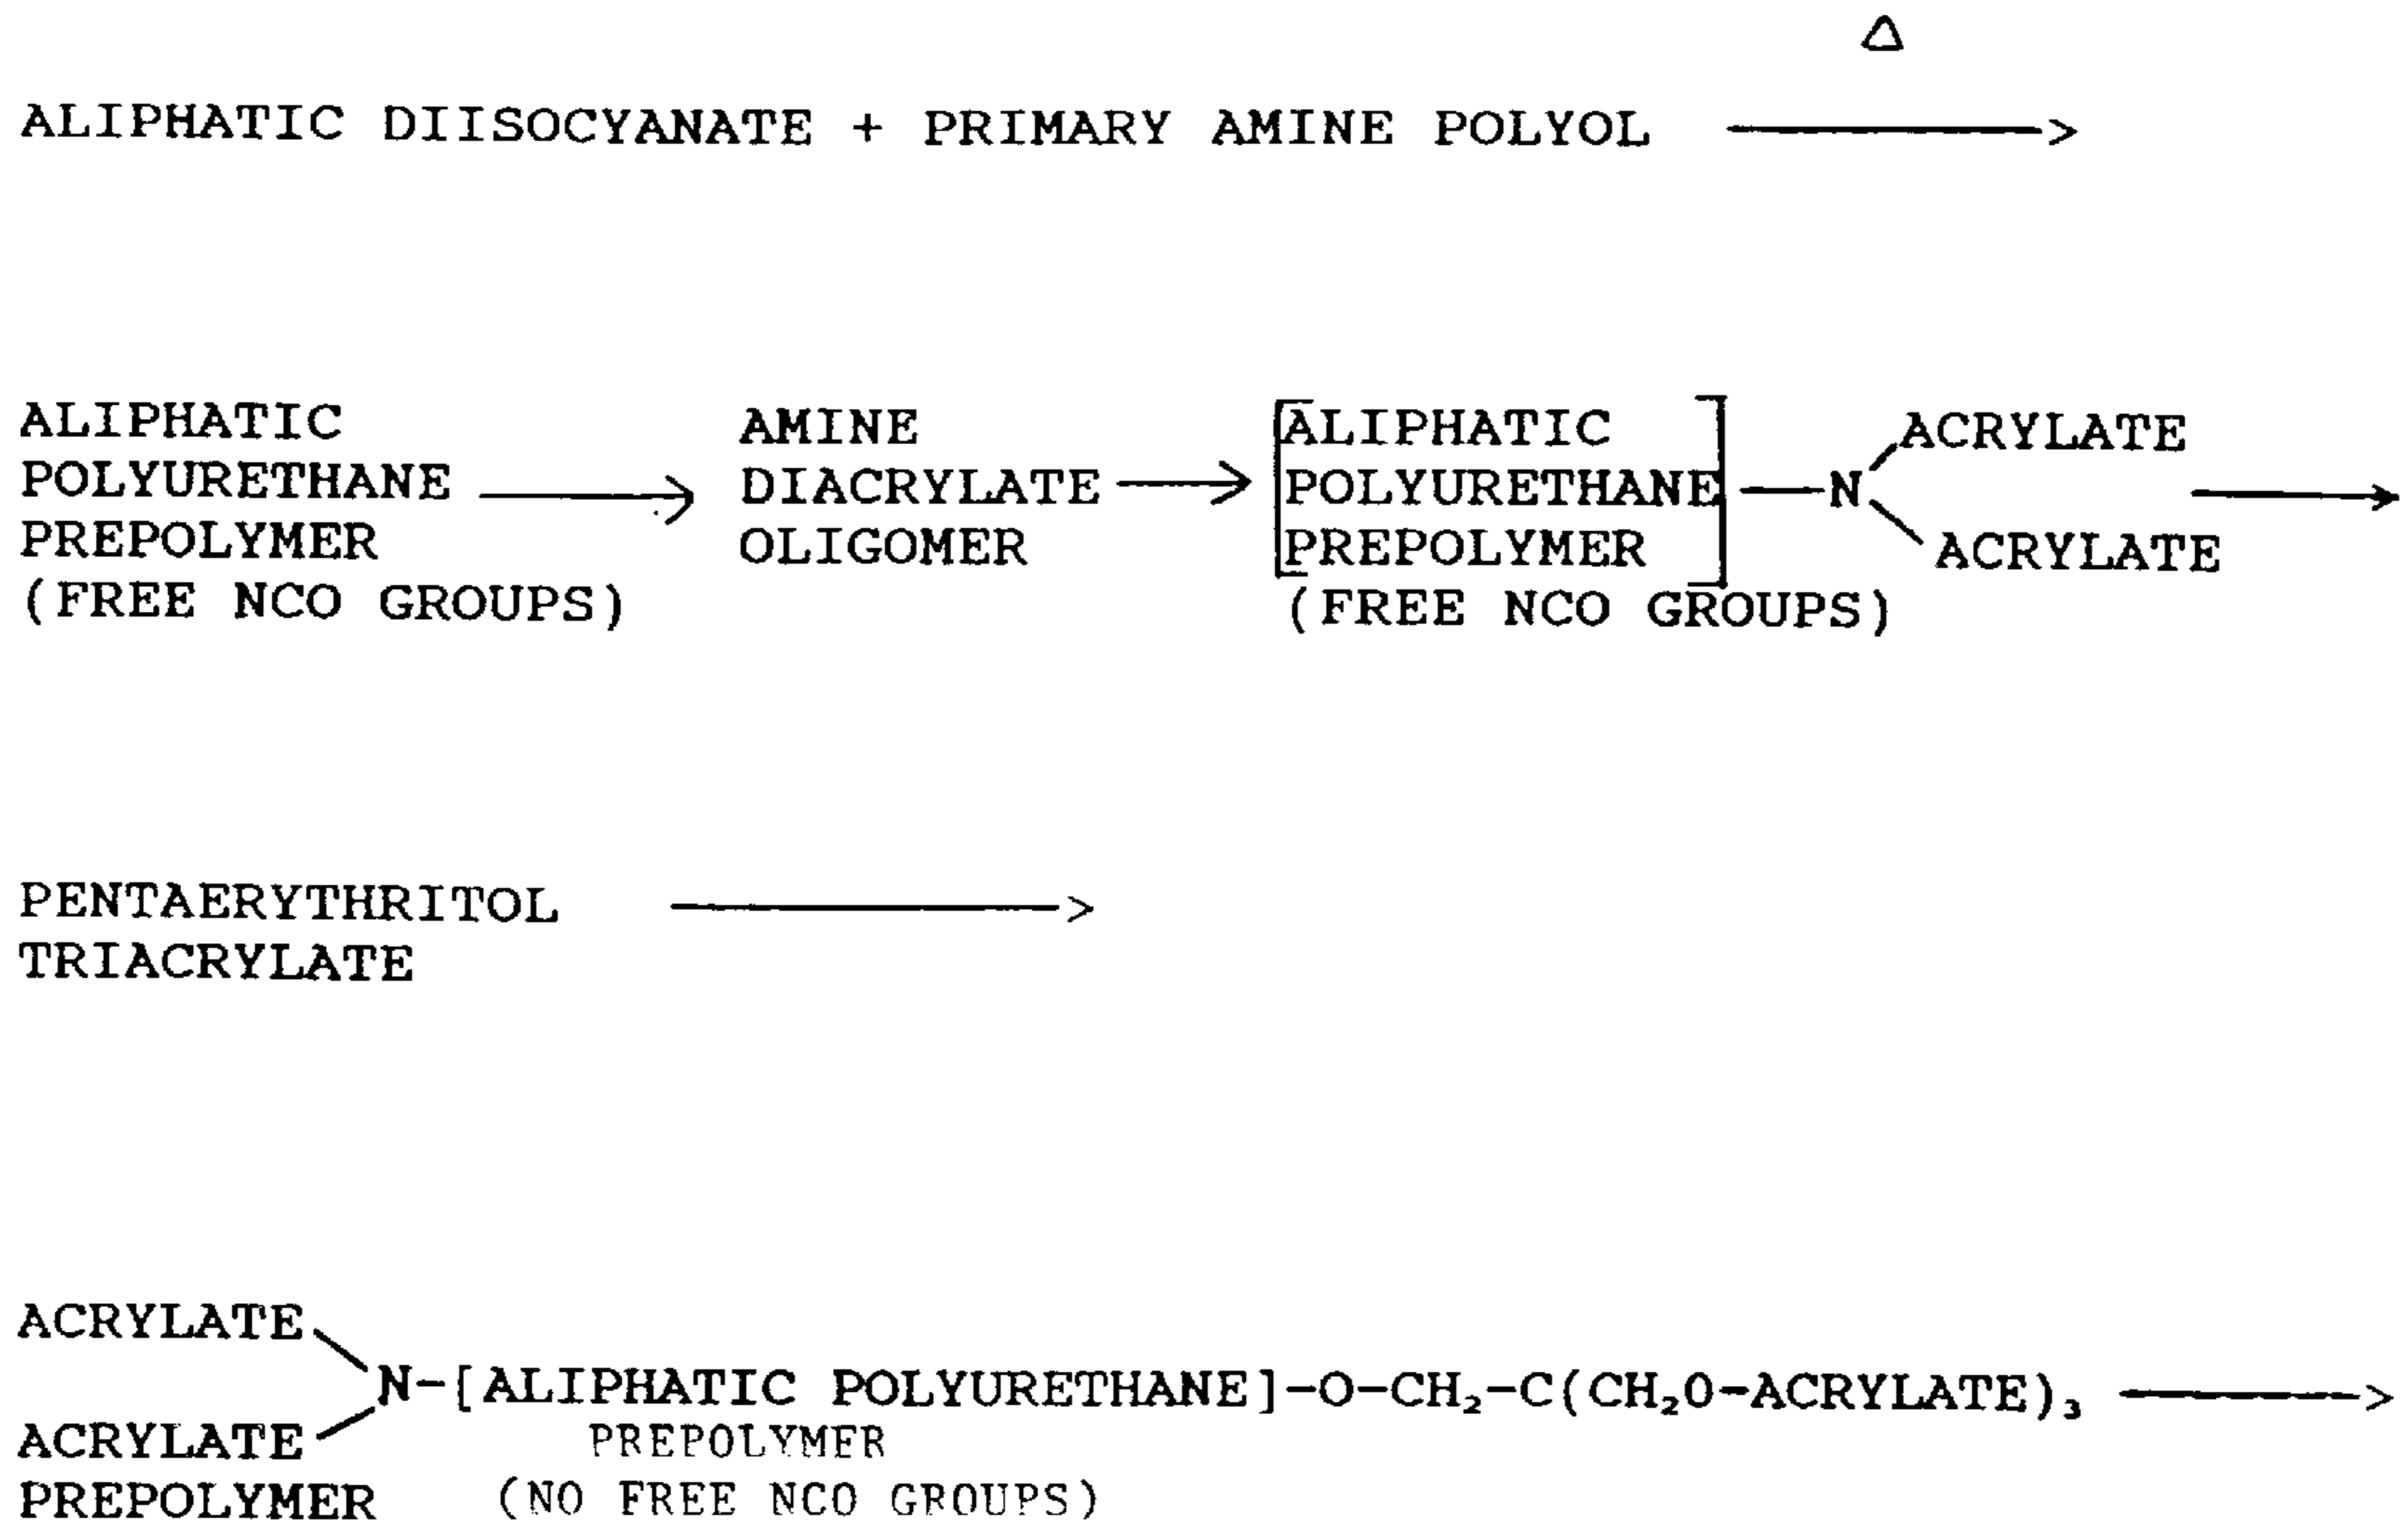 Δ
ALIPHATIC DIISOCYANATE + PRIMARY AMINE POLYOL ⟶
ALIPHATIC
POLYURETHANE
PREPOLYMER
(FREE NCO GROUPS)
⟶
AMINE
DIACRYLATE
OLIGOMER
⟶
[ALIPHATIC
POLYURETHANE
PREPOLYMER]
(FREE NCO GROUPS)
—N
ACRYLATE
ACRYLATE
⟶
PENTAERYTHRITOL ⟶
TRIACRYLATE
ACRYLATE
N-[ALIPHATIC POLYURETHANE]-O-CH₂-C(CH₂O-ACRYLATE)₃ ⟶
ACRYLATE PREPOLYMER
PREPOLYMER (NO FREE NCO GROUPS)